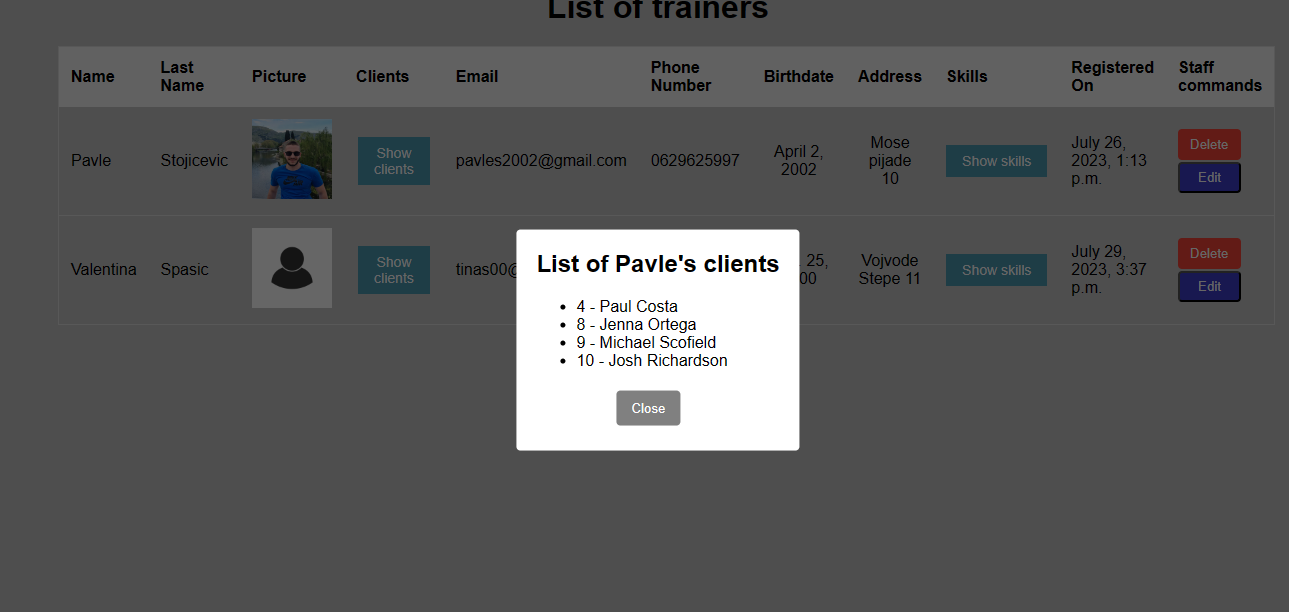 List of trainers
Name
Last
Name
Picture
Clients
Email
Phone
Number
Birthdate
Address
Skills
Registered
On
Staff
commands
Pavle
Stojicevic
Show
clients
pavles2002@gmail.com
0629625997
April 2,
2002
Mose
pijade
10
Show skills
July 26,
2023, 1:13
p.m.
Delete
Edit
Valentina
Spasic
Show
clients
tinas00@
25,
00
Vojvode
Stepe 11
Show skills
July 29,
2023, 3:37
p.m.
Delete
Edit
List of Pavle's clients
4 - Paul Costa
8 - Jenna Ortega
9 - Michael Scofield
10 - Josh Richardson
Close